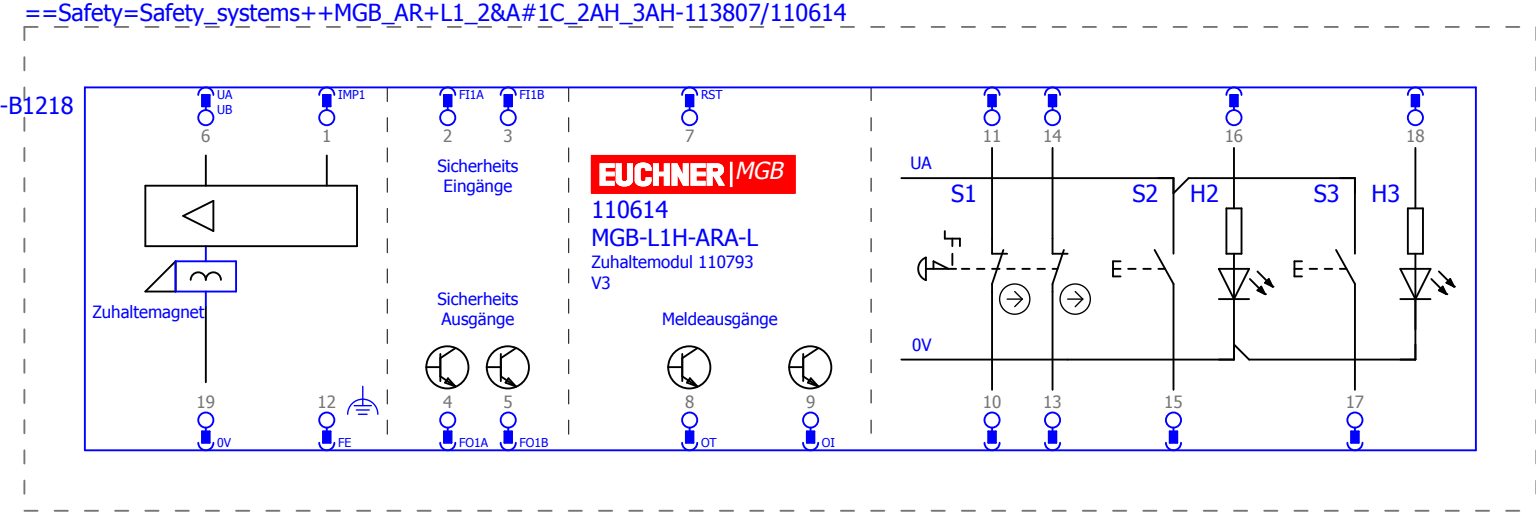 ==Safety=Safety_systems++MGB_AR+L1_2&A#1C_2AH_3AH-113807/110614
-B1218
UA
UB
6
IMP1
1
FI1A
2
FI1B
3
RST
7
11
14
16
18
Sicherheits
Eingänge
EUCHNER MGB
110614
MGB-L1H-ARA-L
Zuhaltemodul 110793
V3
UA
S1
S2
H2
S3
H3
Zuhaltemagnet
Sicherheits
Ausgänge
Meldeausgänge
0V
19
0V
12
FE
4
FO1A
5
FO1B
8
OT
9
OI
10
13
15
17